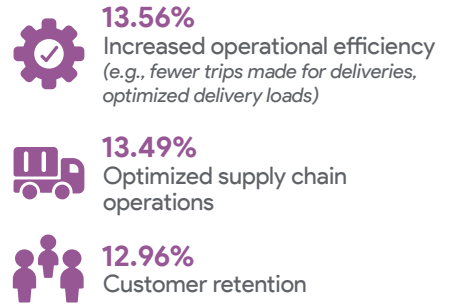 13.56%
Increased operational efficiency
(e.g., fewer trips made for deliveries,
optimized delivery loads)
13.49%
Optimized supply chain
operations
12.96%
Customer retention